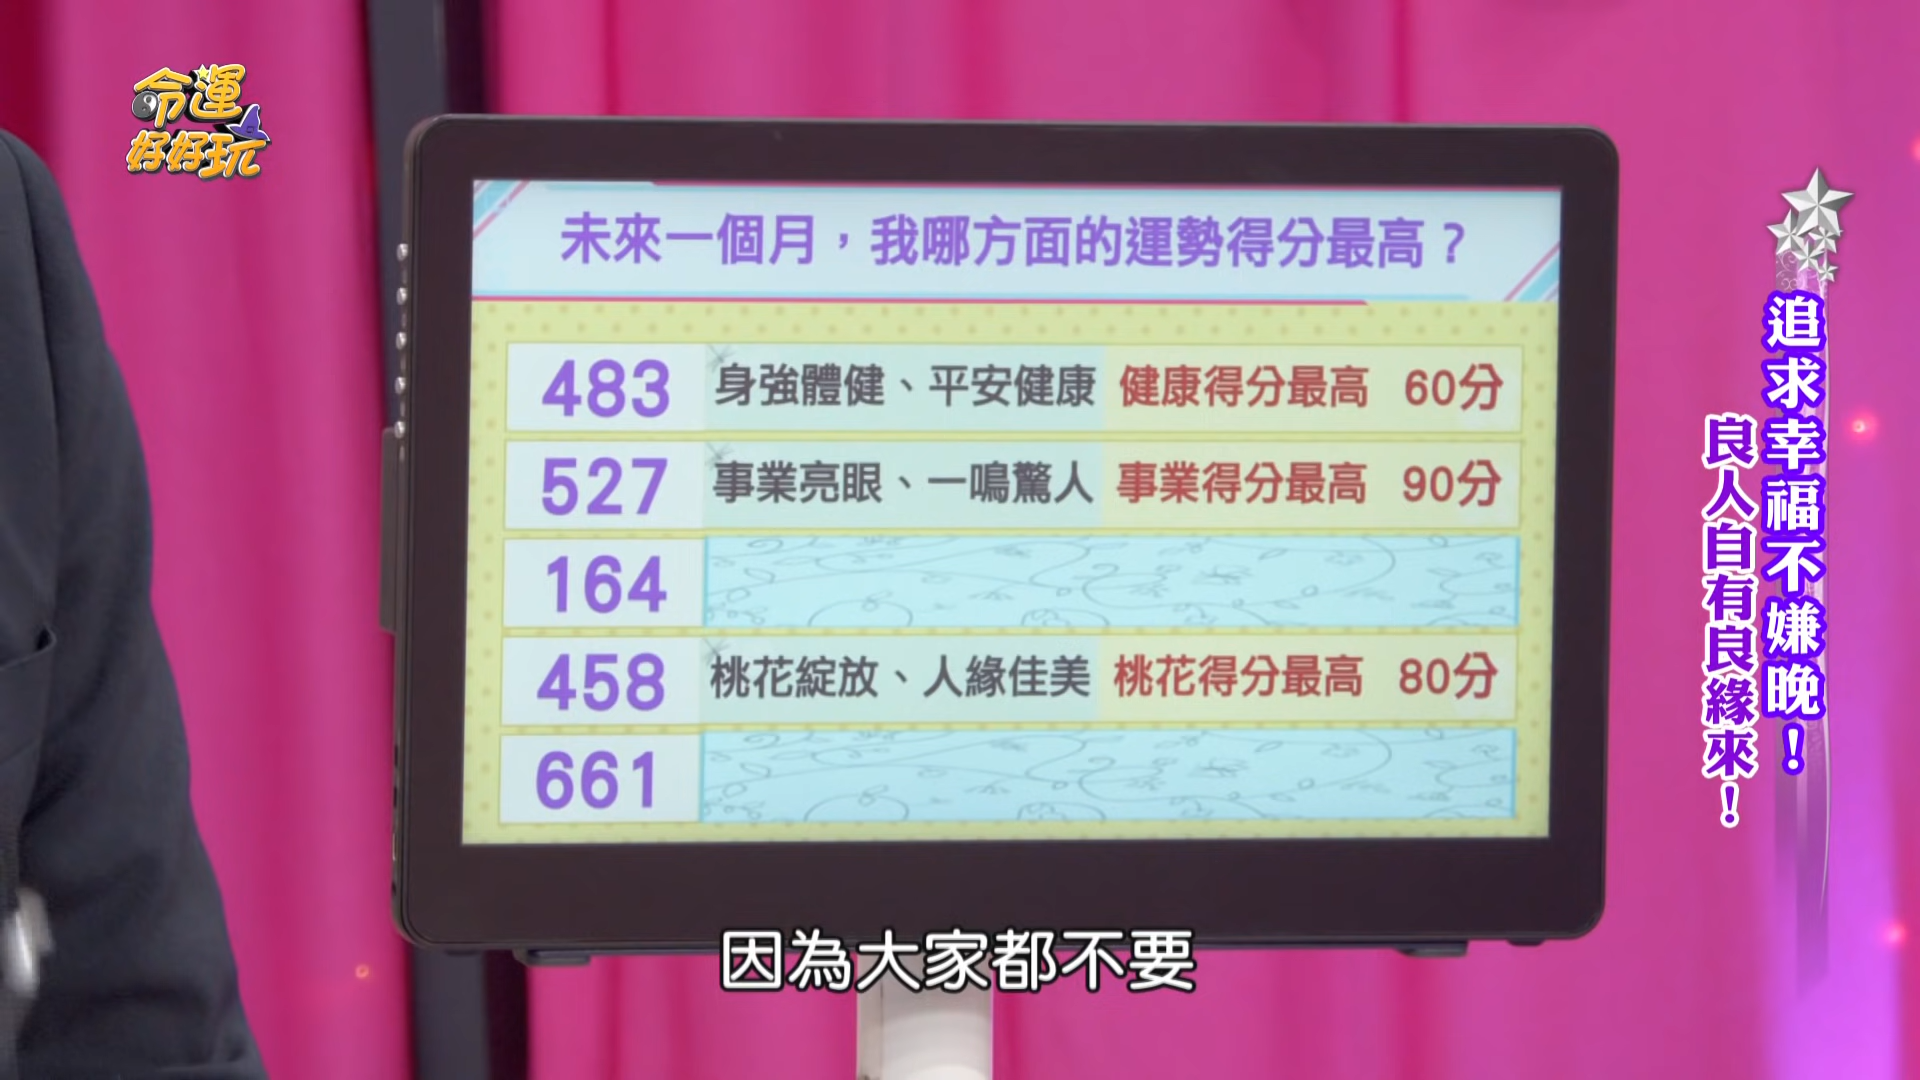 命運
好好玩
未來一個月，我哪方面的運勢得分最高？
483 身強體健、平安健康 健康得分最高 60分
527 事業亮眼、一鳴驚人 事業得分最高 90分
164
458 桃花綻放、人緣佳美 桃花得分最高 80分
661
追求幸福不嫌晚！
良人自有良緣來！
因為大家都不要